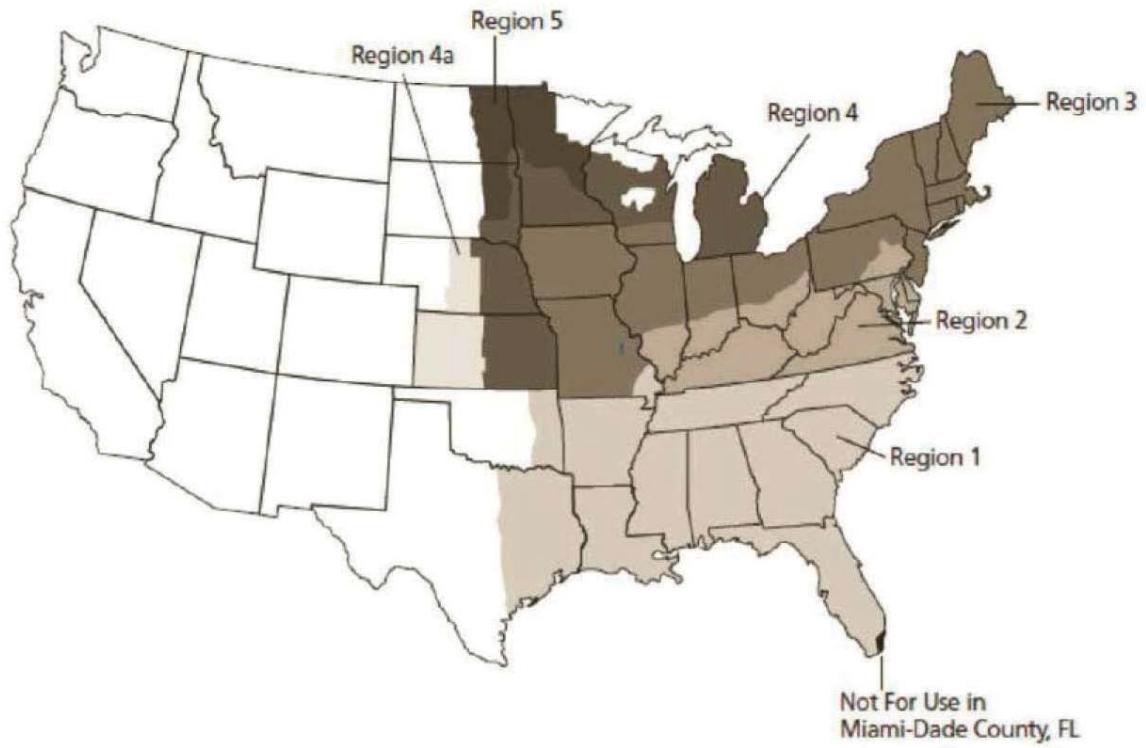 Region 5
Region 4a
Region 3
Region 4
Region 2
Region 1
Not For Use in
Miami-Dade County, FL